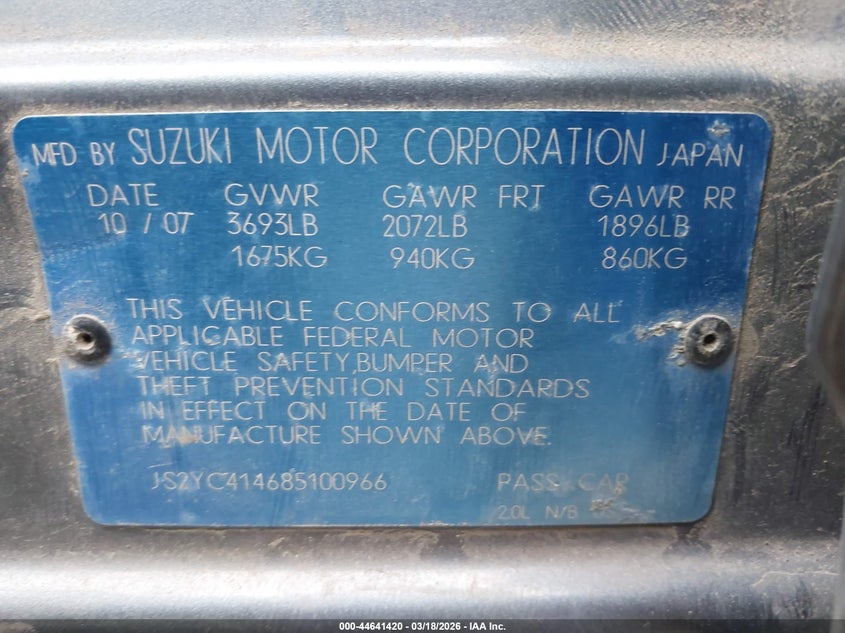 MFD BY SUZUKI MOTOR CORPORATION JAPAN
DATE GVWR GAWR FRT GAWR RR
10 / 07 3693LB 2072LB 1896LB
1675KG 940KG 860KG
THIS VEHICLE CONFORMS TO ALL
APPLICABLE FEDERAL MOTOR
VEHICLE SAFETY,BUMPER AND
THEFT PREVENTION STANDARDS
IN EFFECT ON THE DATE OF
MANUFACTURE SHOWN ABOVE.
JS2YC414685100966 PASS CAR
2.0L N/B
000-44641420 - 03/18/2026 - IAA Inc.